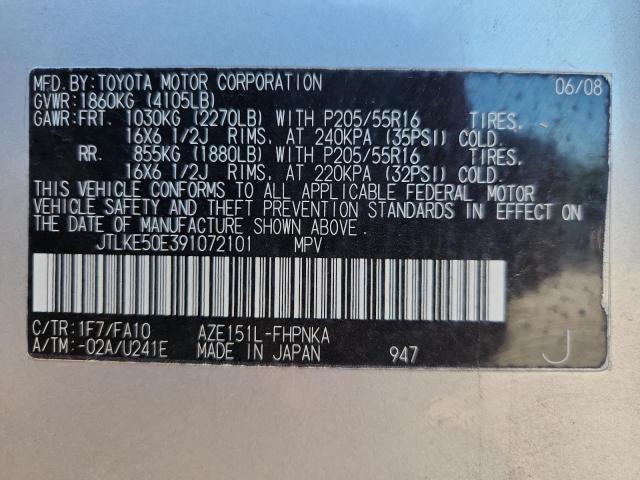 MFD.BY:TOYOTA MOTOR CORPORATION 06/08
GVWR:1860KG (4105LB)
GAWR:FRT. 1030KG (2270LB) WITH P205/55R16 TIRES,
16X6 1/2J RIMS, AT 240KPA (35PSI) COLD.
RR. 855KG (1880LB) WITH P205/55R16 TIRES,
16X6 1/2J RIMS, AT 220KPA (32PSI) COLD.
THIS VEHICLE CONFORMS TO ALL APPLICABLE FEDERAL MOTOR
VEHICLE SAFETY AND THEFT PREVENTION STANDARDS IN EFFECT ON
THE DATE OF MANUFACTURE SHOWN ABOVE.
JTLKE50E391072101 MPV
C/TR:1F7/FA10 AZE151L-FHPNKA
A/TM:-02A/U241E MADE IN JAPAN 947 J